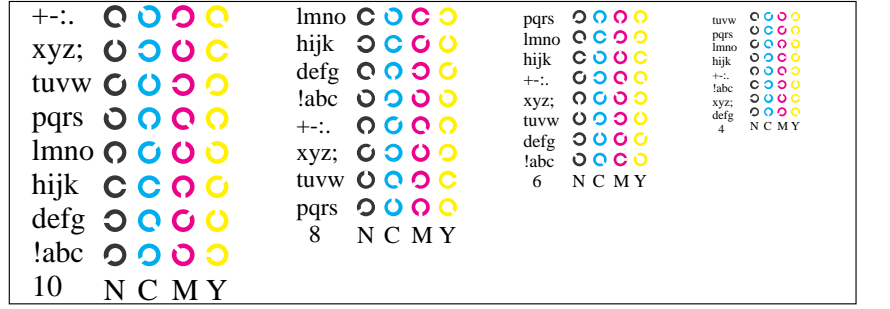 +-:.
xyz;
tuvw
pqrs
lmno
hijk
defg
!abc
10 N C M Y
lmno
hijk
defg
!abc
+-:.
xyz;
tuvw
pqrs
8 N C M Y
pqrs
lmno
hijk
+-:.
xyz;
tuvw
defg
!abc
6 N C M Y
tuvw
pqrs
lmno
hijk
+-:.
!abc
xyz;
defg
4 N C M Y